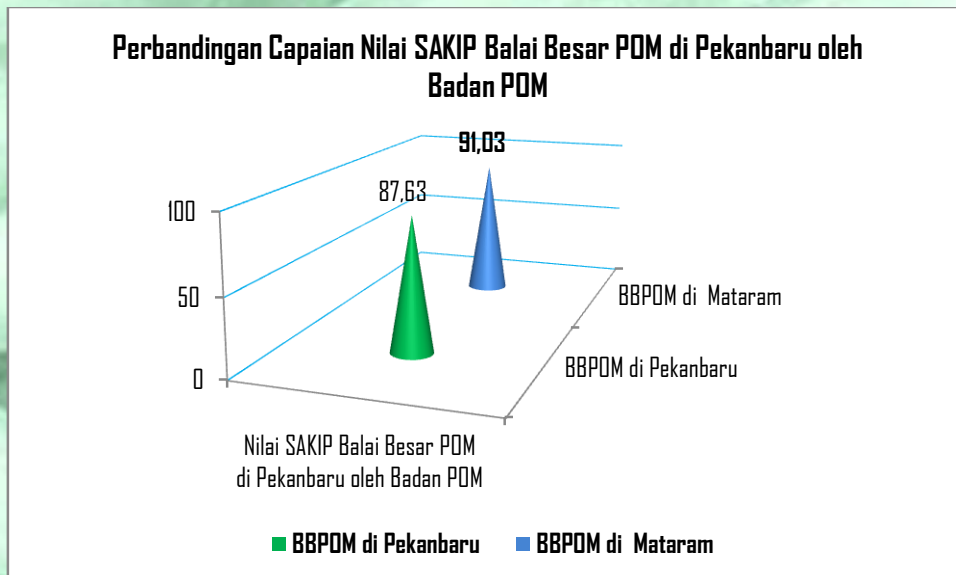 Perbandingan Capaian Nilai SAKIP Balai Besar POM di Pekanbaru oleh
Badan POM
91,03
87,63
100
50
0
BBPOM di Mataram
BBPOM di Pekanbaru
Nilai SAKIP Balai Besar POM
di Pekanbaru oleh Badan POM
BBPOM di Pekanbaru
BBPOM di Mataram